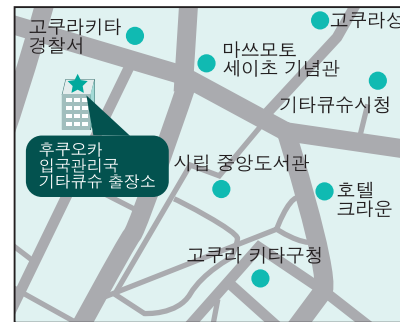 고쿠라키타
경찰서
고쿠라성
마쓰모토
세이초 기념관
기타큐슈시청
후쿠오카
입국관리국
기타큐슈 출장소
시립 중앙도서관
호텔
크라운
고쿠라 키타구청